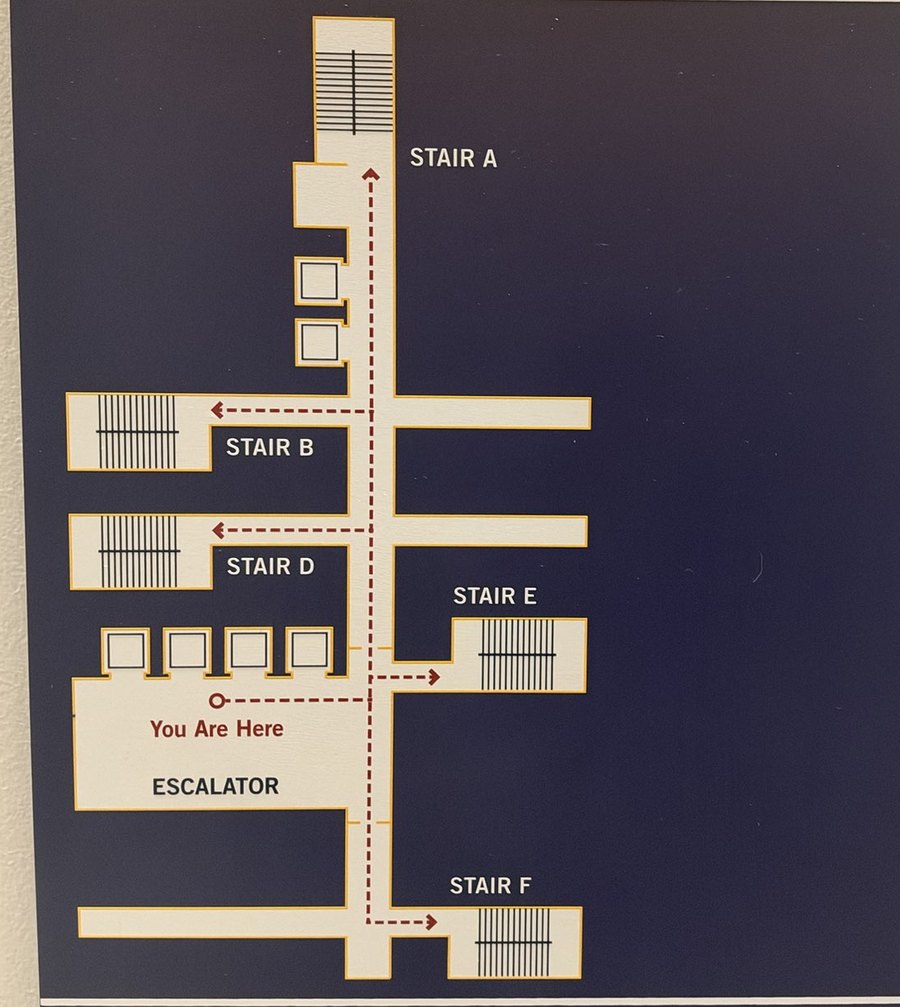 STAIR A
STAIR B
STAIR D
STAIR E
You Are Here
ESCALATOR
STAIR F